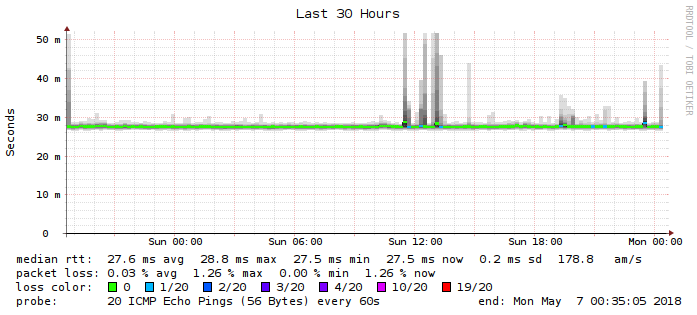 Last 30 Hours
RRDTOOL / TOBI OETIKER
Seconds
50 m
40 m
30 m
20 m
10 m
0
Sun 00:00 Sun 06:00 Sun 12:00 Sun 18:00 Mon 00:00
median rtt: 27.6 ms avg 28.8 ms max 27.5 ms min 27.5 ms now 0.2 ms sd 178.8 am/s
packet loss: 0.03 % avg 1.26 % max 0.00 % min 1.26 % now
loss color: 0 1/20 2/20 3/20 4/20 10/20 19/20
probe: 20 ICMP Echo Pings (56 Bytes) every 60s end: Mon May 7 00:35:05 2018